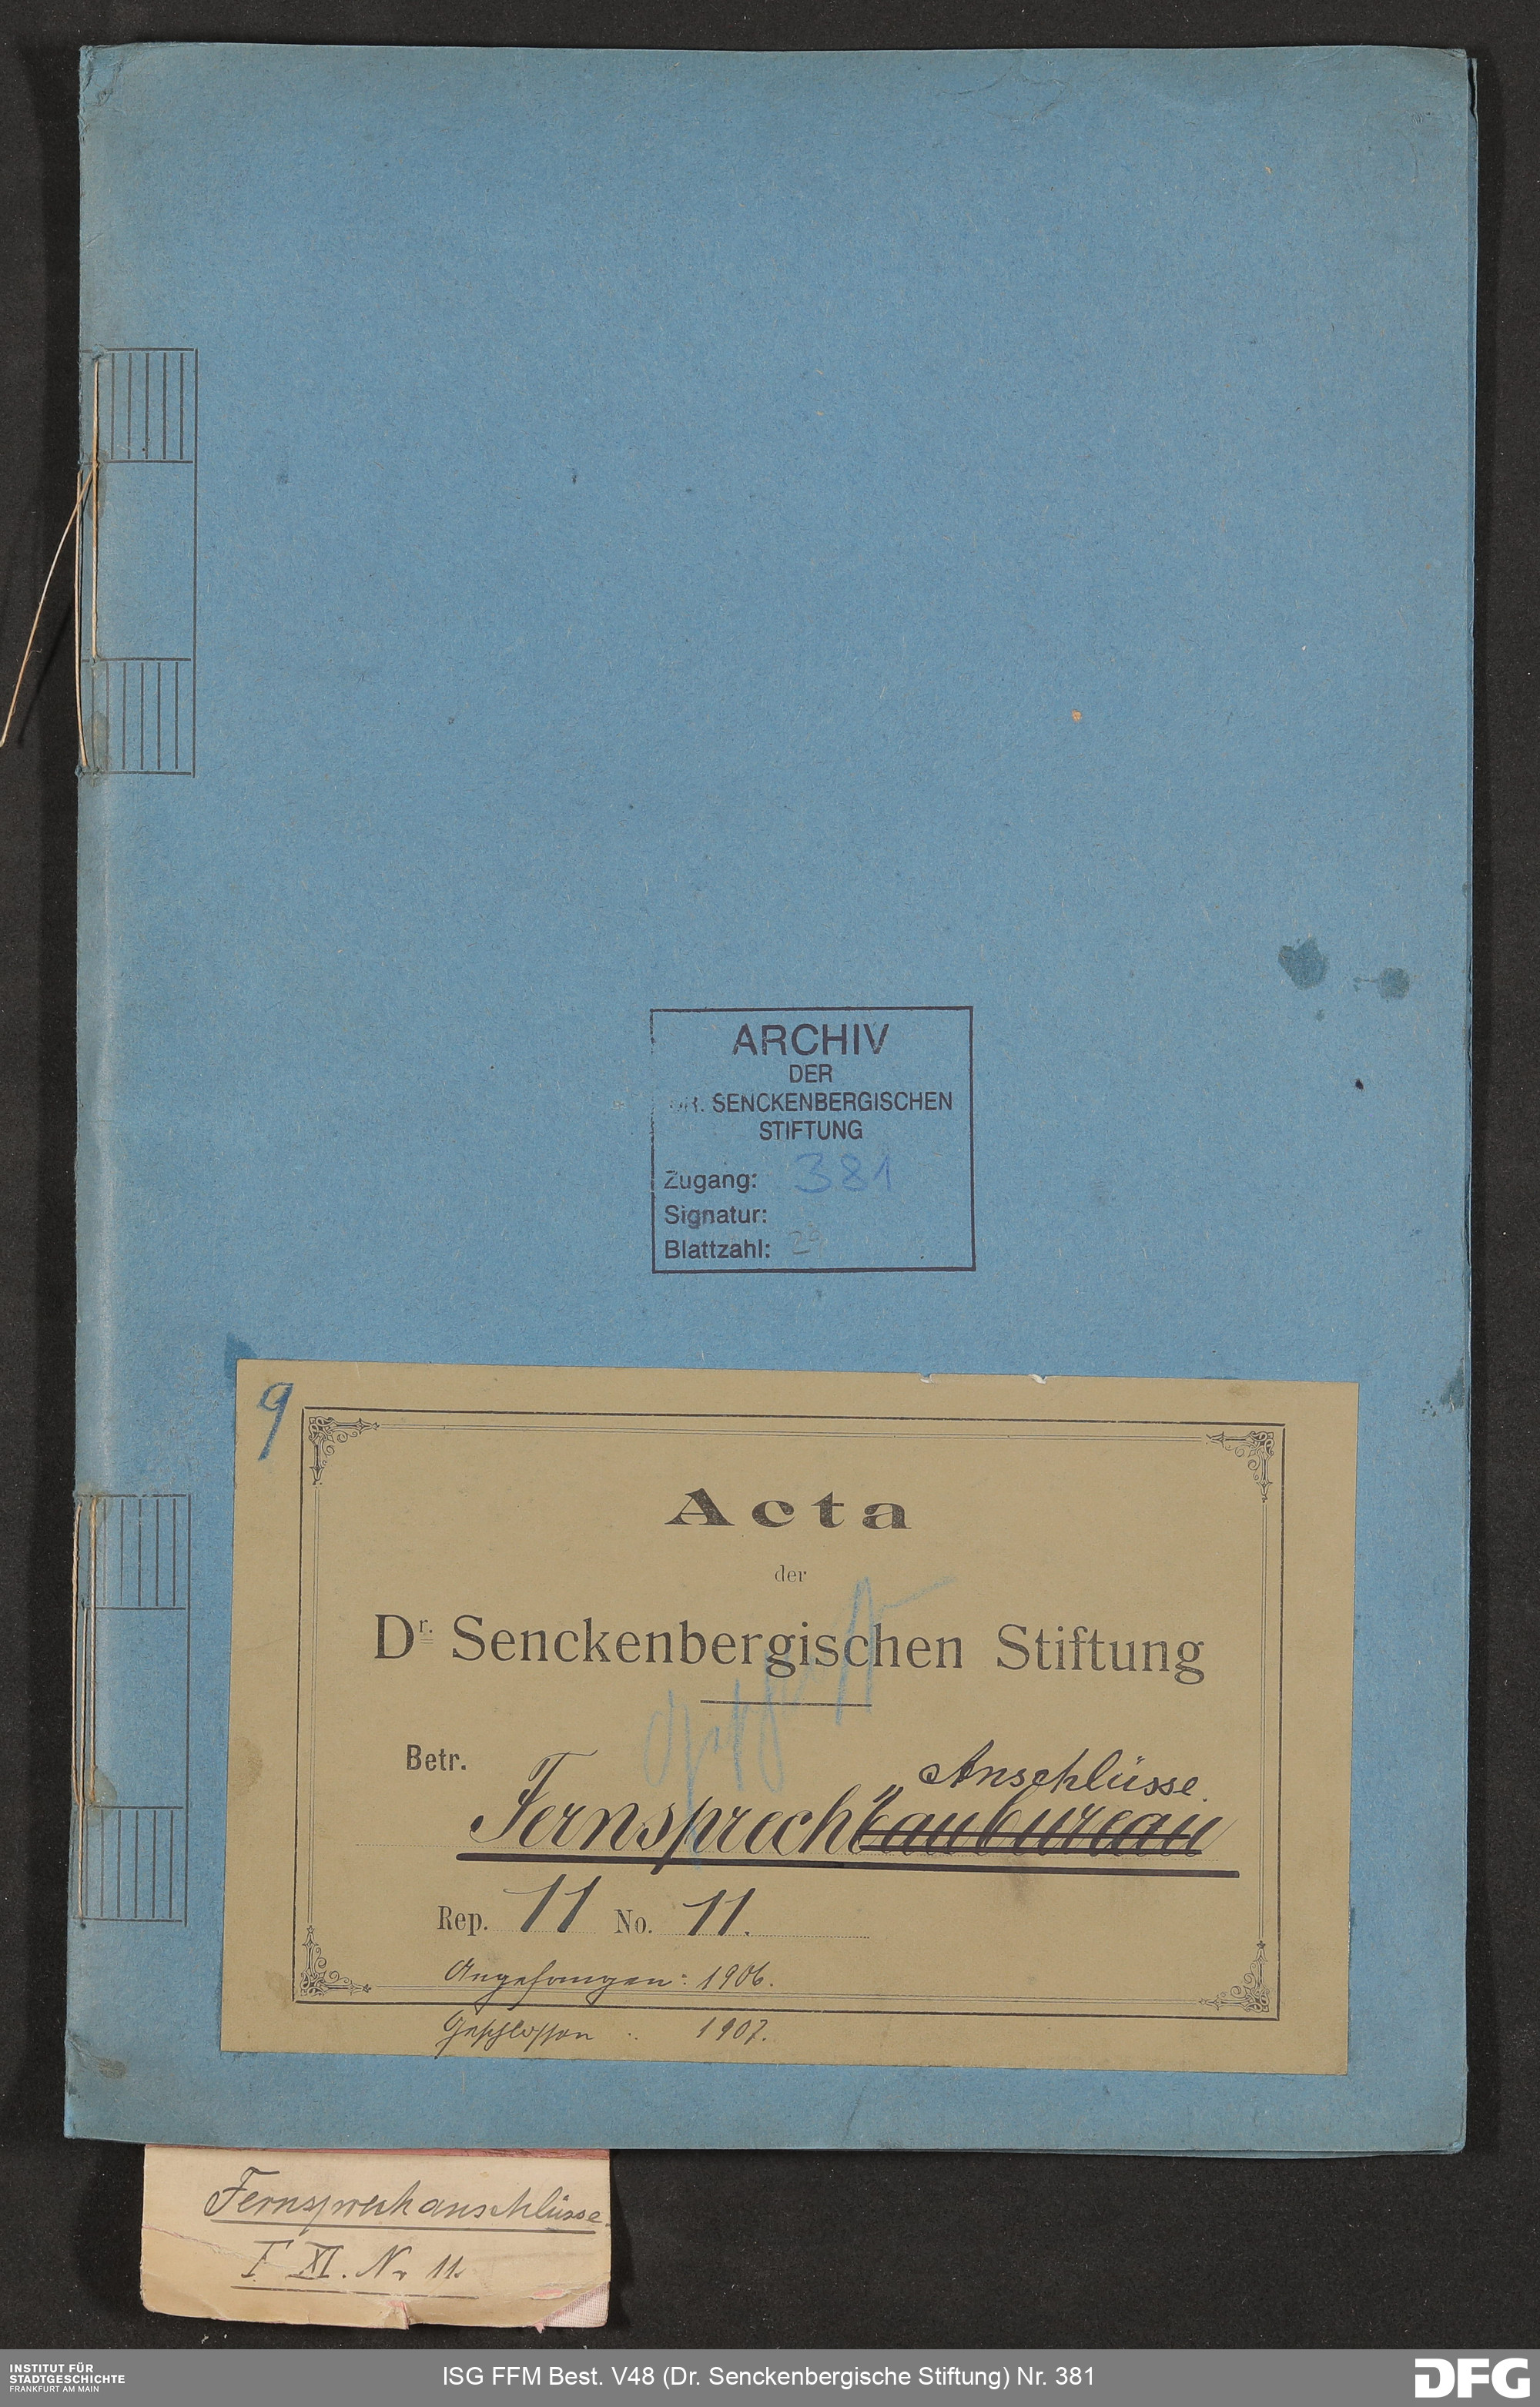 ARCHIV
DER
DR. SENCKENBERGISCHEN
STIFTUNG
Zugang: 381
Signatur:
Blattzahl:
9
Acta
der
Dr. Senckenbergischen Stiftung
Betr.
Anschlüsse.
Fernsprechbaubureau
Rep. 11 No. 11.
Angefangen: 1906.
Geschlossen .. 1907.
Fernsprechanschlüsse.
I XI. Nr 11.
INSTITUT FÜR
STADTGESCHICHTE
FRANKFURT AM MAIN
ISG FFM Best. V48 (Dr. Senckenbergische Stiftung) Nr. 381
DFG